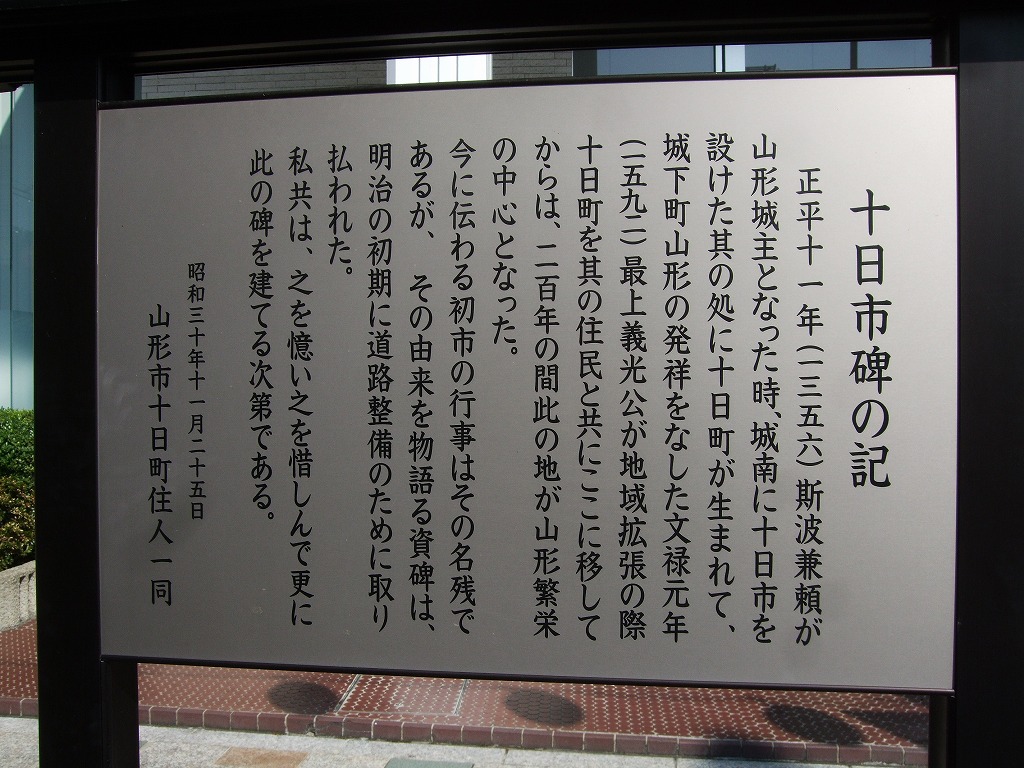 十日市碑の記
正平十一年(一三五六)斯波兼頼が
山形城主となった時、城南に十日市を
設けた其の処に十日町が生まれて、
城下町山形の発祥をなした文禄元年
(一五九二)最上義光公が地域拡張の際
十日町を其の住民と共にここに移して
からは、二百年の間此の地が山形繁栄
の中心となった。
今に伝わる初市の行事はその名残で
あるが、その由来を物語る資碑は、
明治の初期に道路整備のために取り
払われた。
私共は、之を憶い之を惜しんで更に
此の碑を建てる次第である。
昭和三十年十一月二十五日
山形市十日町住人一同